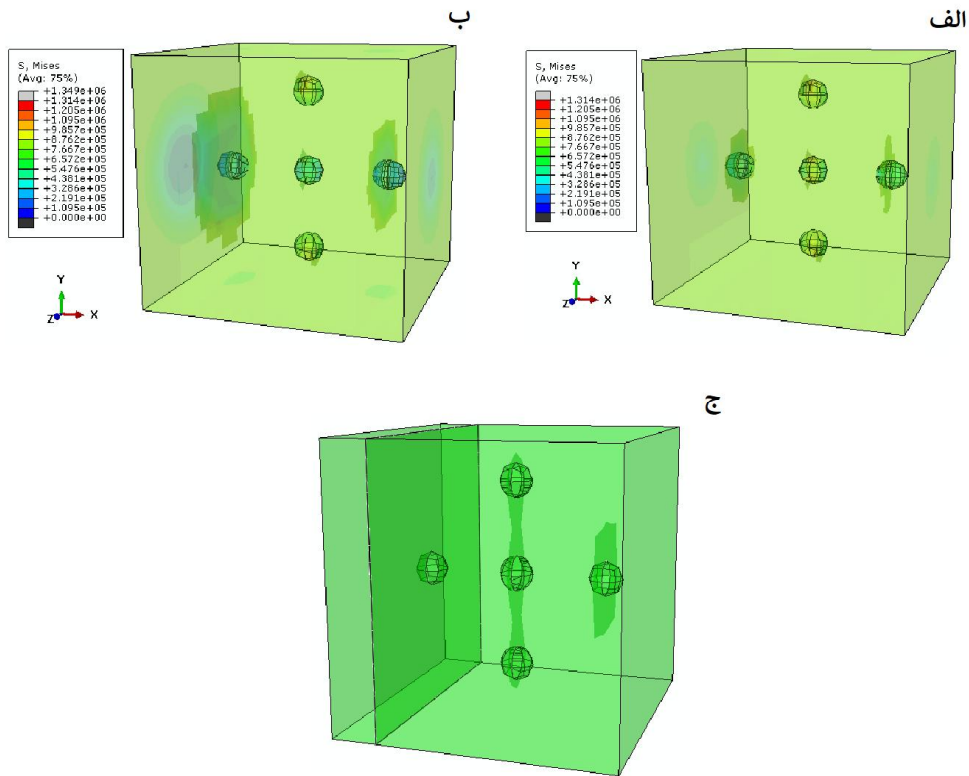 الف
S, Mises
(Avg: 75%)
+1.349e+06
+1.314e+06
+1.205e+06
+1.095e+06
+9.857e+05
+8.762e+05
+7.667e+05
+6.572e+05
+5.476e+05
+4.381e+05
+3.286e+05
+2.191e+05
+1.095e+05
+0.000e+00
Y
Z
X
ب
S, Mises
(Avg: 75%)
+1.349e+06
+1.314e+06
+1.205e+06
+1.095e+06
+9.857e+05
+8.762e+05
+7.667e+05
+6.572e+05
+5.476e+05
+4.381e+05
+3.286e+05
+2.191e+05
+1.095e+05
+0.000e+00
Y
Z
X
ج